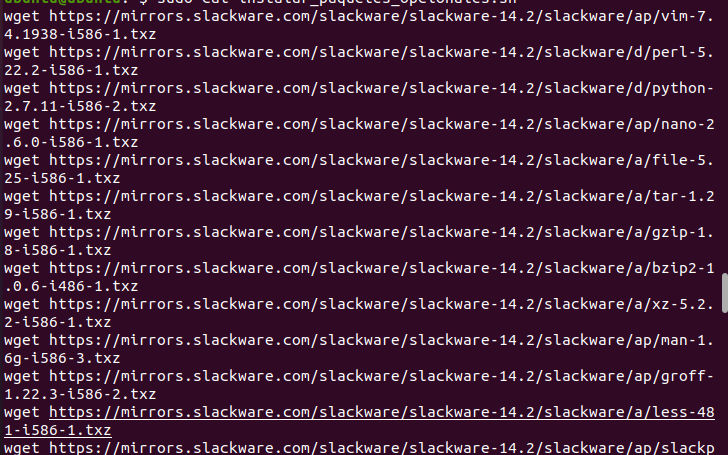 wget https://mirrors.slackware.com/slackware/slackware-14.2/slackware/ap/vim-7.
4.1938-i586-1.txz
wget https://mirrors.slackware.com/slackware/slackware-14.2/slackware/d/perl-5.
22.2-i586-1.txz
wget https://mirrors.slackware.com/slackware/slackware-14.2/slackware/d/python-
2.7.11-i586-2.txz
wget https://mirrors.slackware.com/slackware/slackware-14.2/slackware/ap/nano-2
.6.0-i586-1.txz
wget https://mirrors.slackware.com/slackware/slackware-14.2/slackware/a/file-5.
25-i586-1.txz
wget https://mirrors.slackware.com/slackware/slackware-14.2/slackware/a/tar-1.2
9-i586-1.txz
wget https://mirrors.slackware.com/slackware/slackware-14.2/slackware/a/gzip-1.
8-i586-1.txz
wget https://mirrors.slackware.com/slackware/slackware-14.2/slackware/a/bzip2-1
.0.6-i486-1.txz
wget https://mirrors.slackware.com/slackware/slackware-14.2/slackware/a/xz-5.2.
2-i586-1.txz
wget https://mirrors.slackware.com/slackware/slackware-14.2/slackware/ap/man-1.
6g-i586-3.txz
wget https://mirrors.slackware.com/slackware/slackware-14.2/slackware/ap/groff-
1.22.3-i586-2.txz
wget https://mirrors.slackware.com/slackware/slackware-14.2/slackware/a/less-48
1-i586-1.txz
wget https://mirrors.slackware.com/slackware/slackware-14.2/slackware/ap/slackp